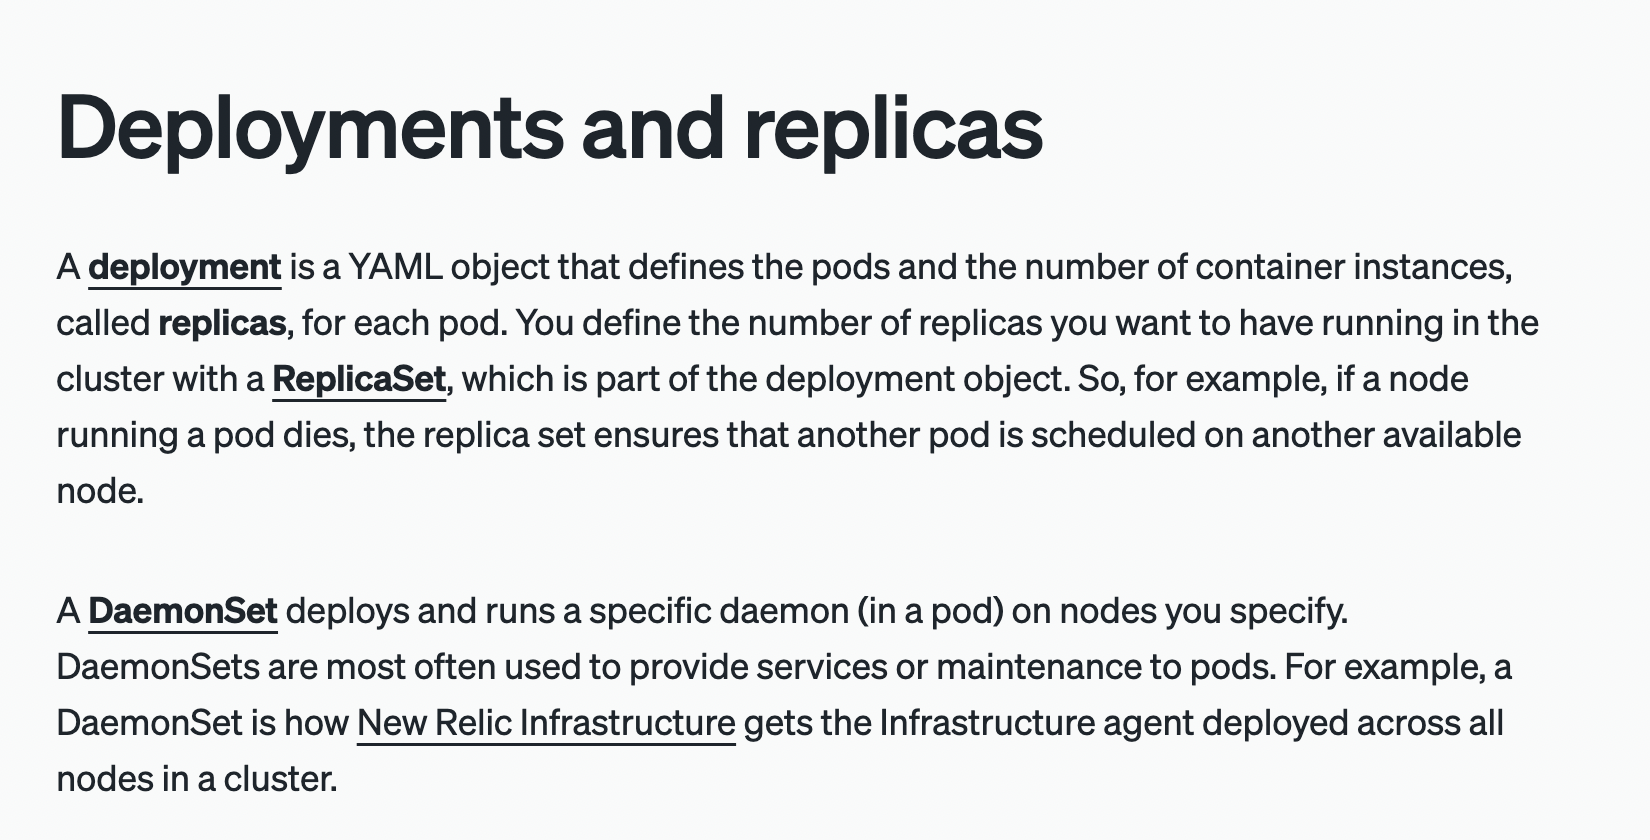 Deployments and replicas
A deployment is a YAML object that defines the pods and the number of container instances,
called replicas, for each pod. You define the number of replicas you want to have running in the
cluster with a ReplicaSet, which is part of the deployment object. So, for example, if a node
running a pod dies, the replica set ensures that another pod is scheduled on another available
node.
A DaemonSet deploys and runs a specific daemon (in a pod) on nodes you specify.
DaemonSets are most often used to provide services or maintenance to pods. For example, a
DaemonSet is how New Relic Infrastructure gets the Infrastructure agent deployed across all
nodes in a cluster.